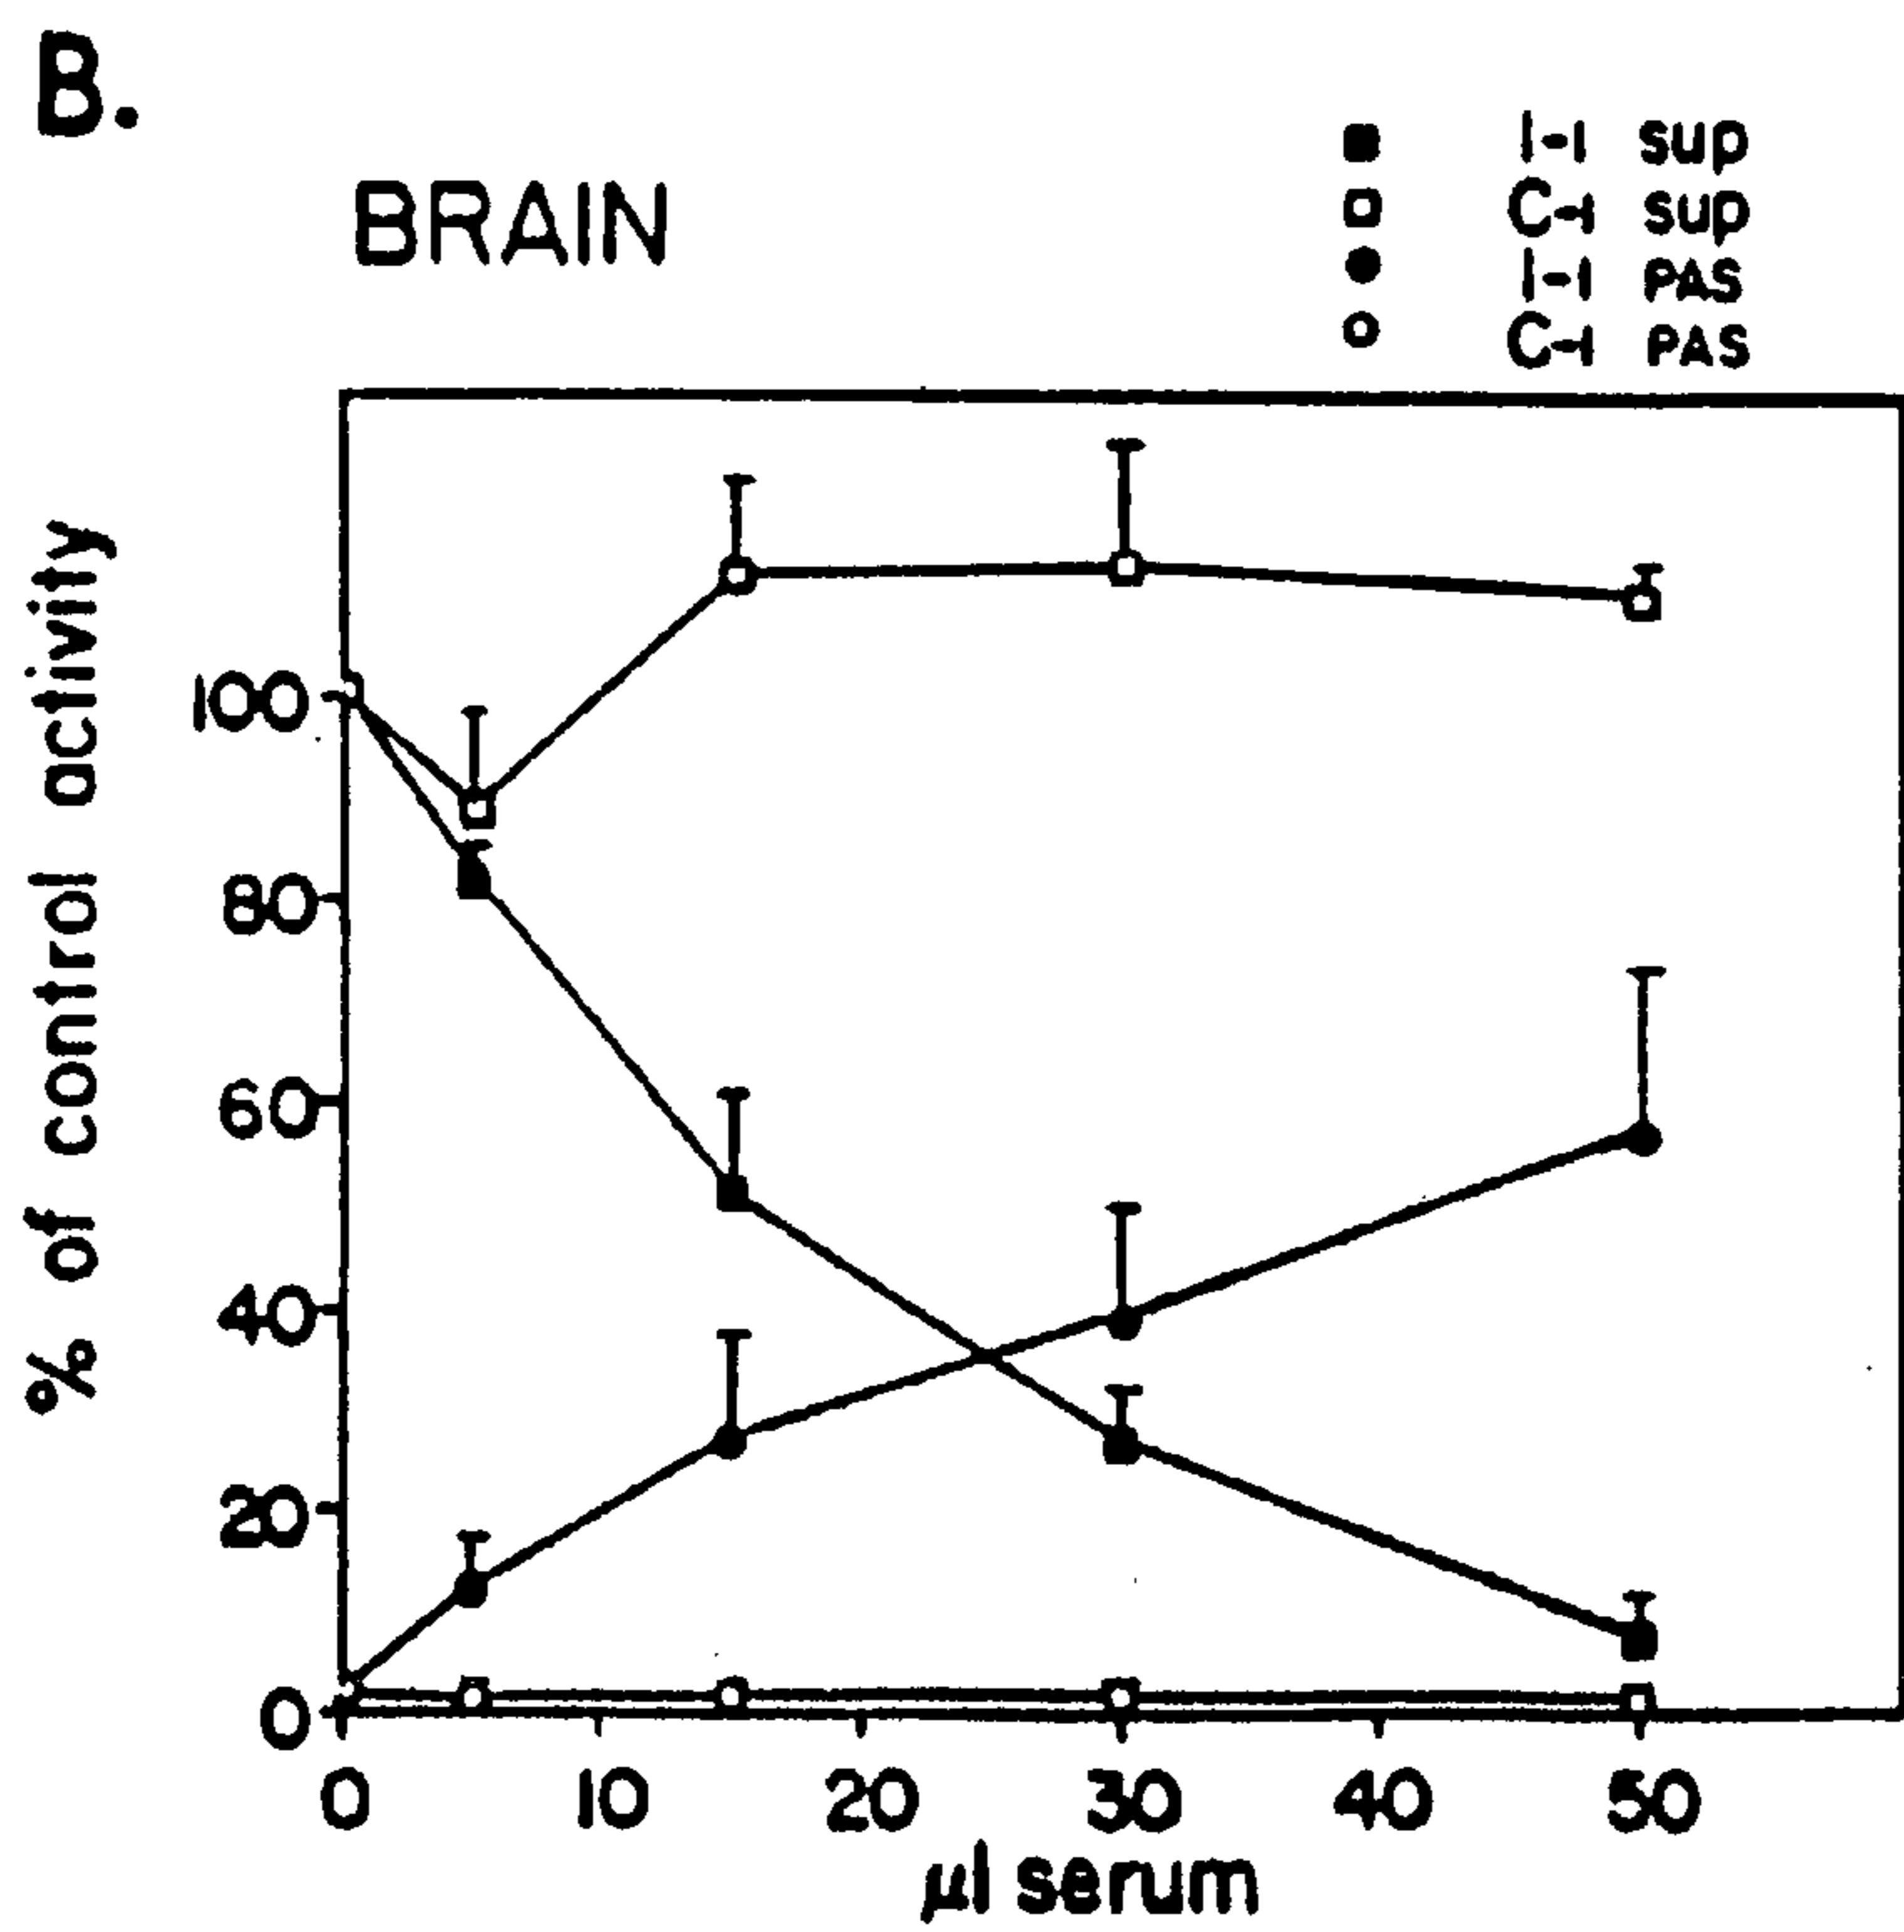 B.
BRAIN
I-I sup
C-I sup
I-I PAS
C-I PAS
% of control activity
100
80
60
40
20
0
0 10 20 30 40 50
µl serum